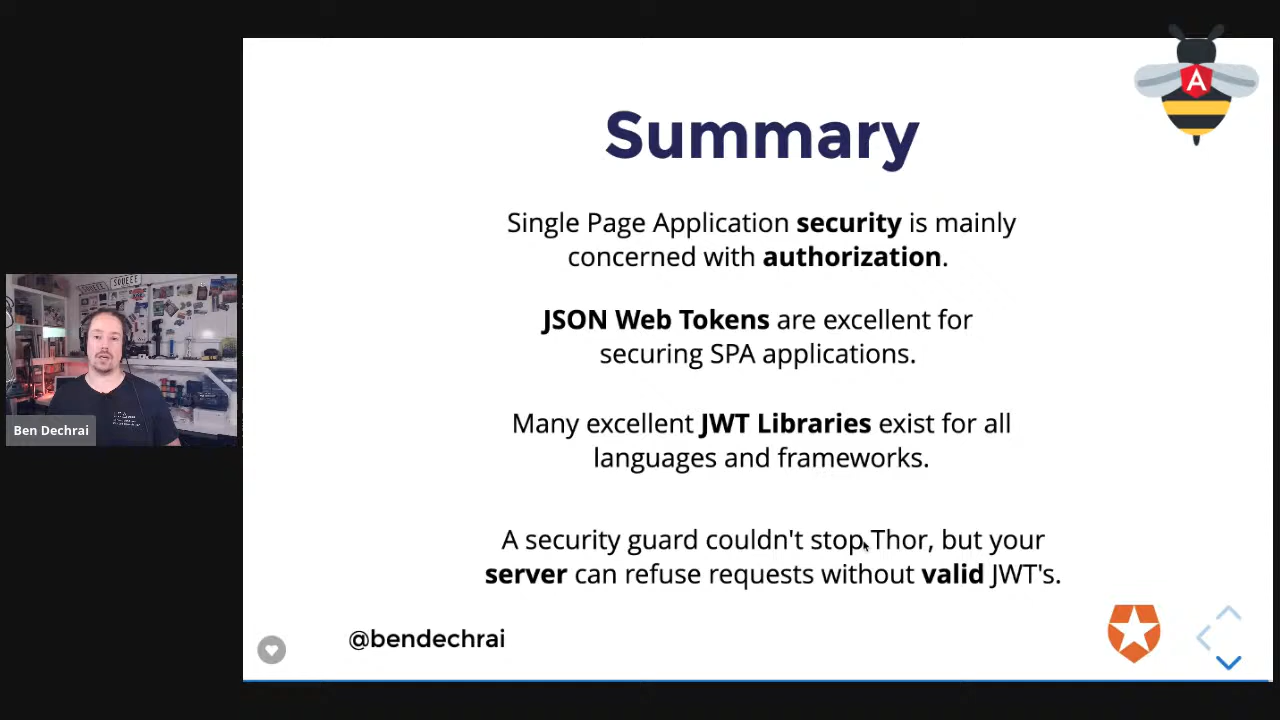 Summary
Single Page Application security is mainly
concerned with authorization.
JSON Web Tokens are excellent for
securing SPA applications.
Many excellent JWT Libraries exist for all
languages and frameworks.
A security guard couldn't stop Thor, but your
server can refuse requests without valid JWT's.
@bendechrai
Ben Dechrai
A
SQUEEE